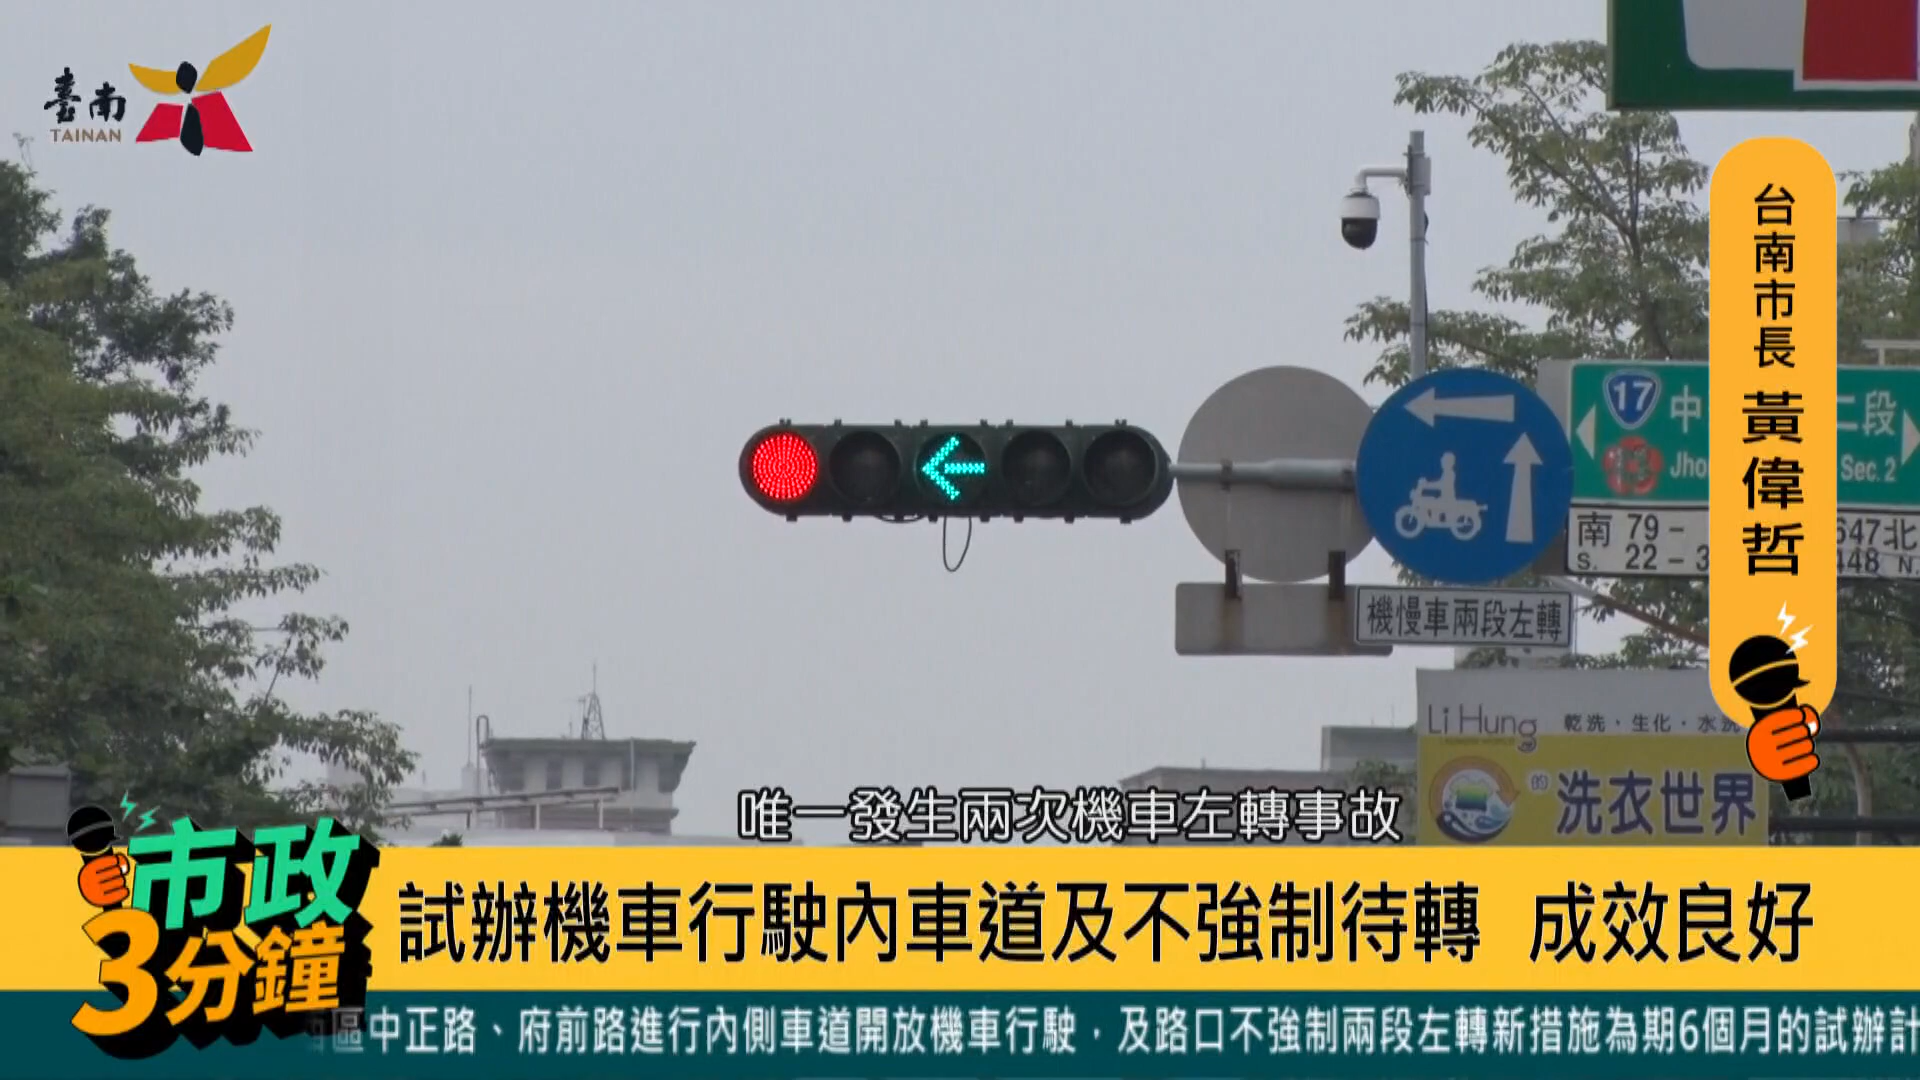 臺南
TAINAN
台南市長 黃偉哲
17
中
二段
Sec. 2
南 79 -
647 北
S. 22 - 3
448 N.
機慢車兩段左轉
Li Hung
乾洗．生化．水洗
的洗衣世界
唯一發生兩次機車左轉事故
市政
3分鐘
試辦機車行駛內車道及不強制待轉 成效良好
區中正路、府前路進行內側車道開放機車行駛，及路口不強制兩段左轉新措施為期6個月的試辦計